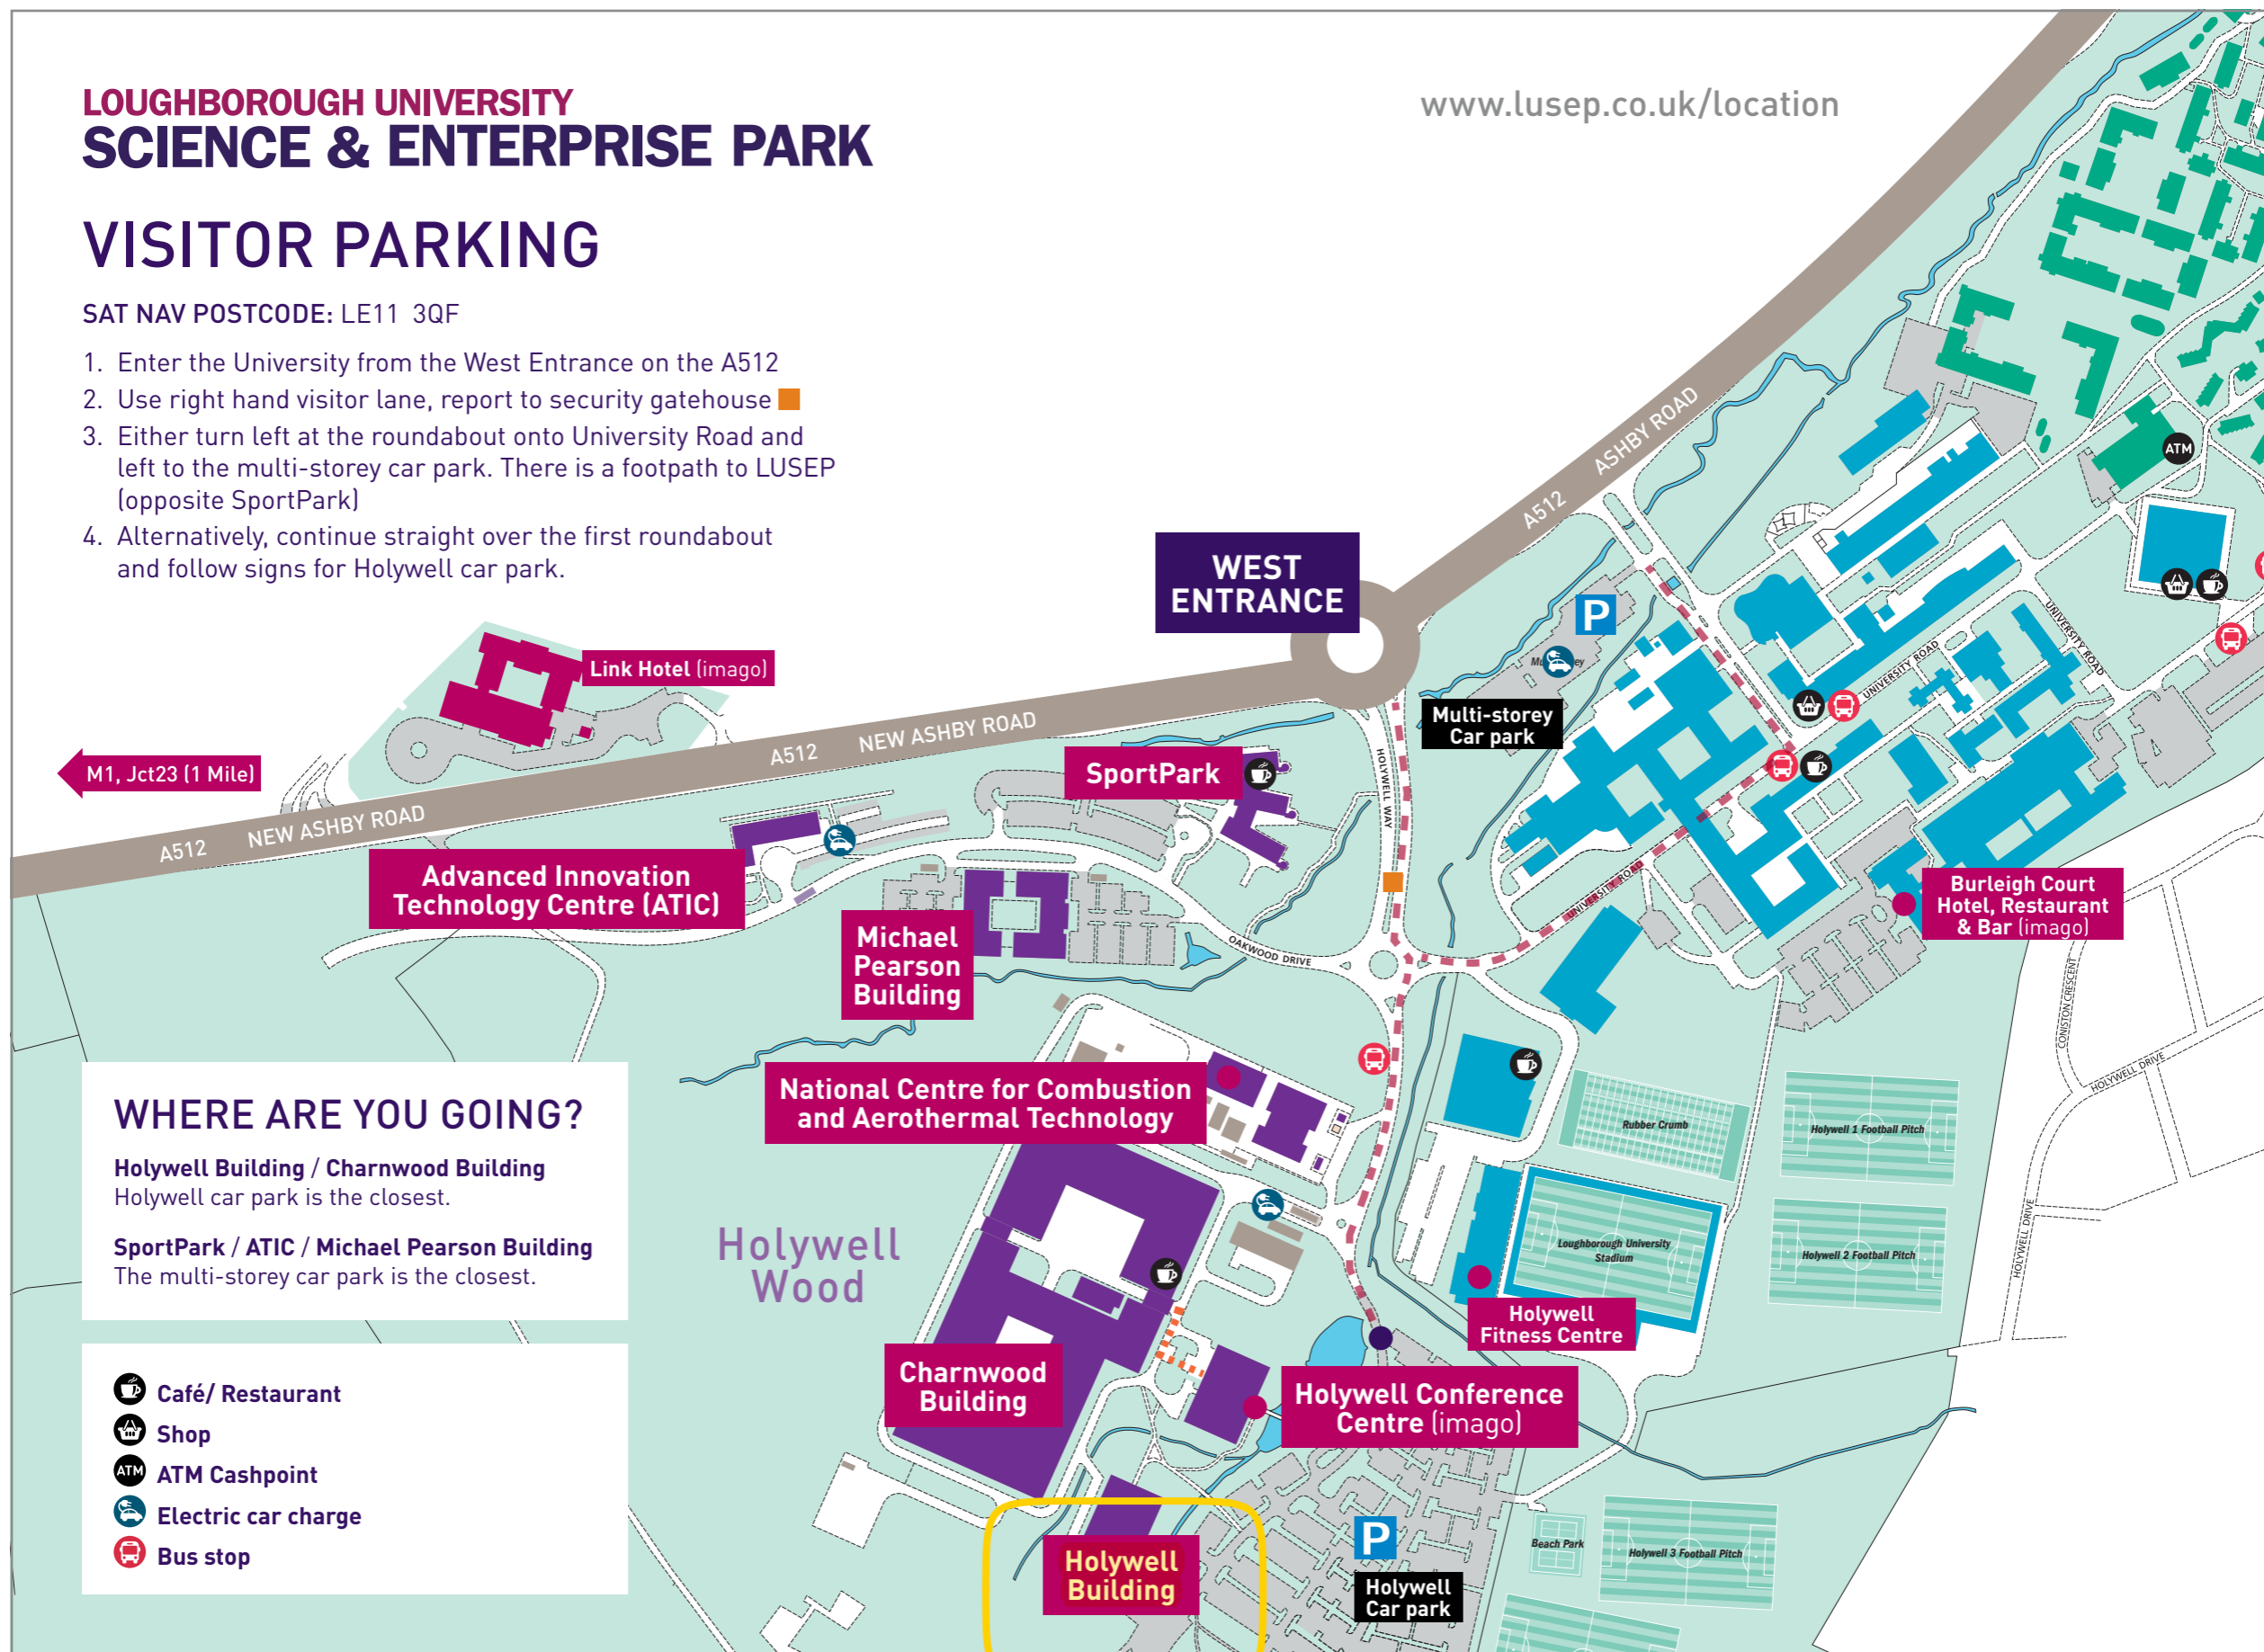 LOUGHBOROUGH UNIVERSITY
SCIENCE & ENTERPRISE PARK
www.lusep.co.uk/location
VISITOR PARKING
SAT NAV POSTCODE: LE11 3QF
1. Enter the University from the West Entrance on the A512
2. Use right hand visitor lane, report to security gatehouse
3. Either turn left at the roundabout onto University Road and
left to the multi-storey car park. There is a footpath to LUSEP
(opposite SportPark)
4. Alternatively, continue straight over the first roundabout
and follow signs for Holywell car park.
WEST
ENTRANCE
A512
ASHBY ROAD
ATM
P
Multi-storey
Car park
Link Hotel (imago)
M1, Jct23 (1 Mile)
A512
NEW ASHBY ROAD
A512
NEW ASHBY ROAD
SportPark
HOLYWELL WAY
UNIVERSITY ROAD
UNIVERSITY ROAD
UNIVERSITY ROAD
Advanced Innovation
Technology Centre (ATIC)
Michael
Pearson
Building
OAKWOOD DRIVE
Burleigh Court
Hotel, Restaurant
& Bar (imago)
CONISTON CRESCENT
HOLYWELL DRIVE
HOLYWELL DRIVE
National Centre for Combustion
and Aerothermal Technology
Rubber Crumb
Holywell 1 Football Pitch
Loughborough University
Stadium
Holywell 2 Football Pitch
Holywell
Fitness Centre
Holywell
Wood
Charnwood
Building
Holywell Conference
Centre (imago)
Holywell
Building
P
Holywell
Car park
Beach Park
Holywell 3 Football Pitch
WHERE ARE YOU GOING?
Holywell Building / Charnwood Building
Holywell car park is the closest.
SportPark / ATIC / Michael Pearson Building
The multi-storey car park is the closest.
Café/ Restaurant
Shop
ATM
ATM Cashpoint
Electric car charge
Bus stop